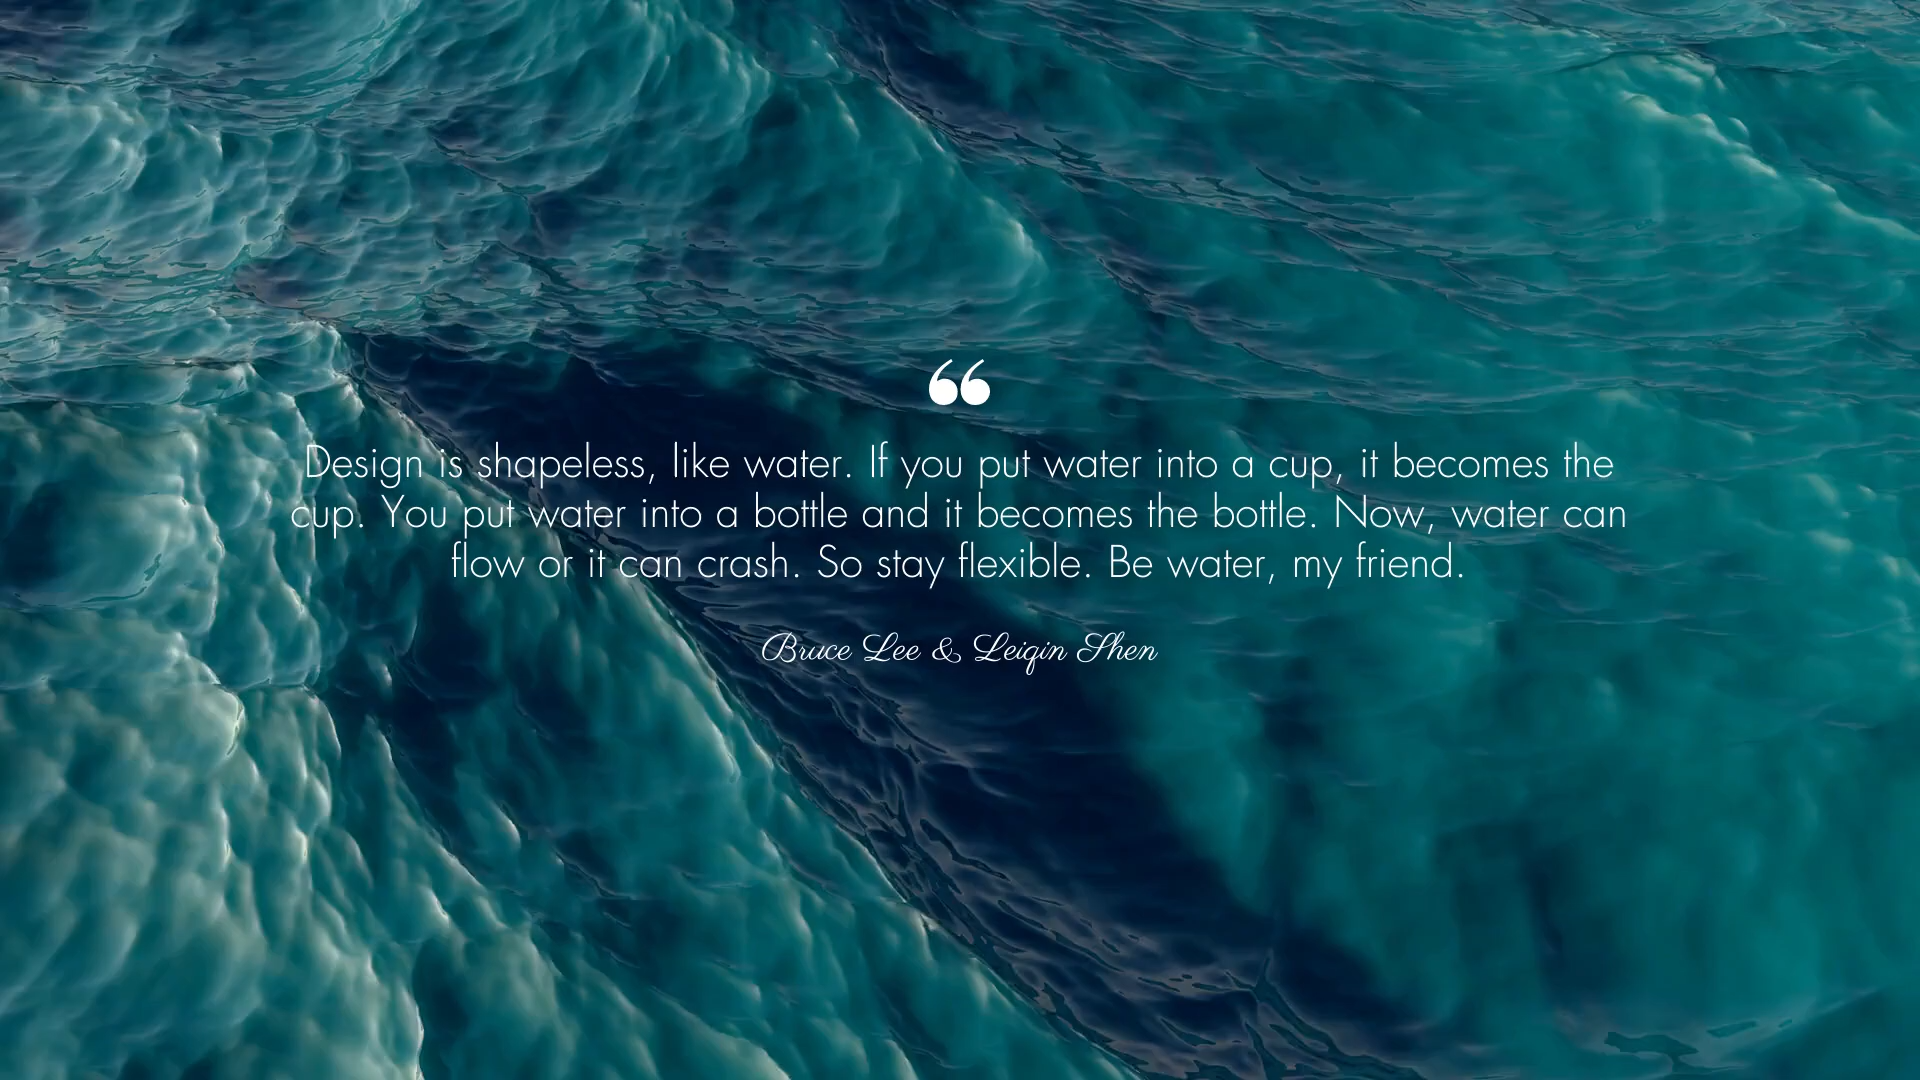 ❝
Design is shapeless, like water. If you put water into a cup, it becomes the
cup. You put water into a bottle and it becomes the bottle. Now, water can
flow or it can crash. So stay flexible. Be water, my friend.
Bruce Lee & Leiqin Shen